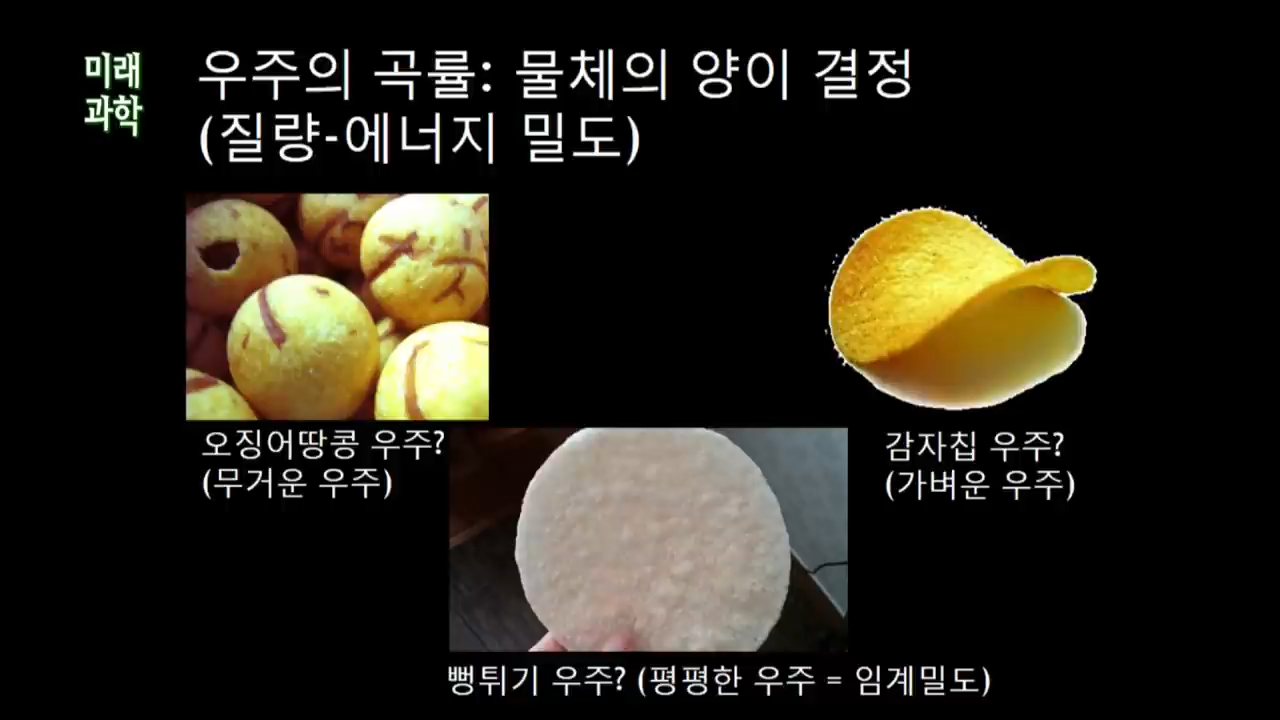 미래
과학
우주의 곡률: 물체의 양이 결정
(질량-에너지 밀도)
오징어땅콩 우주?
(무거운 우주)
감자칩 우주?
(가벼운 우주)
뻥튀기 우주? (평평한 우주 = 임계밀도)